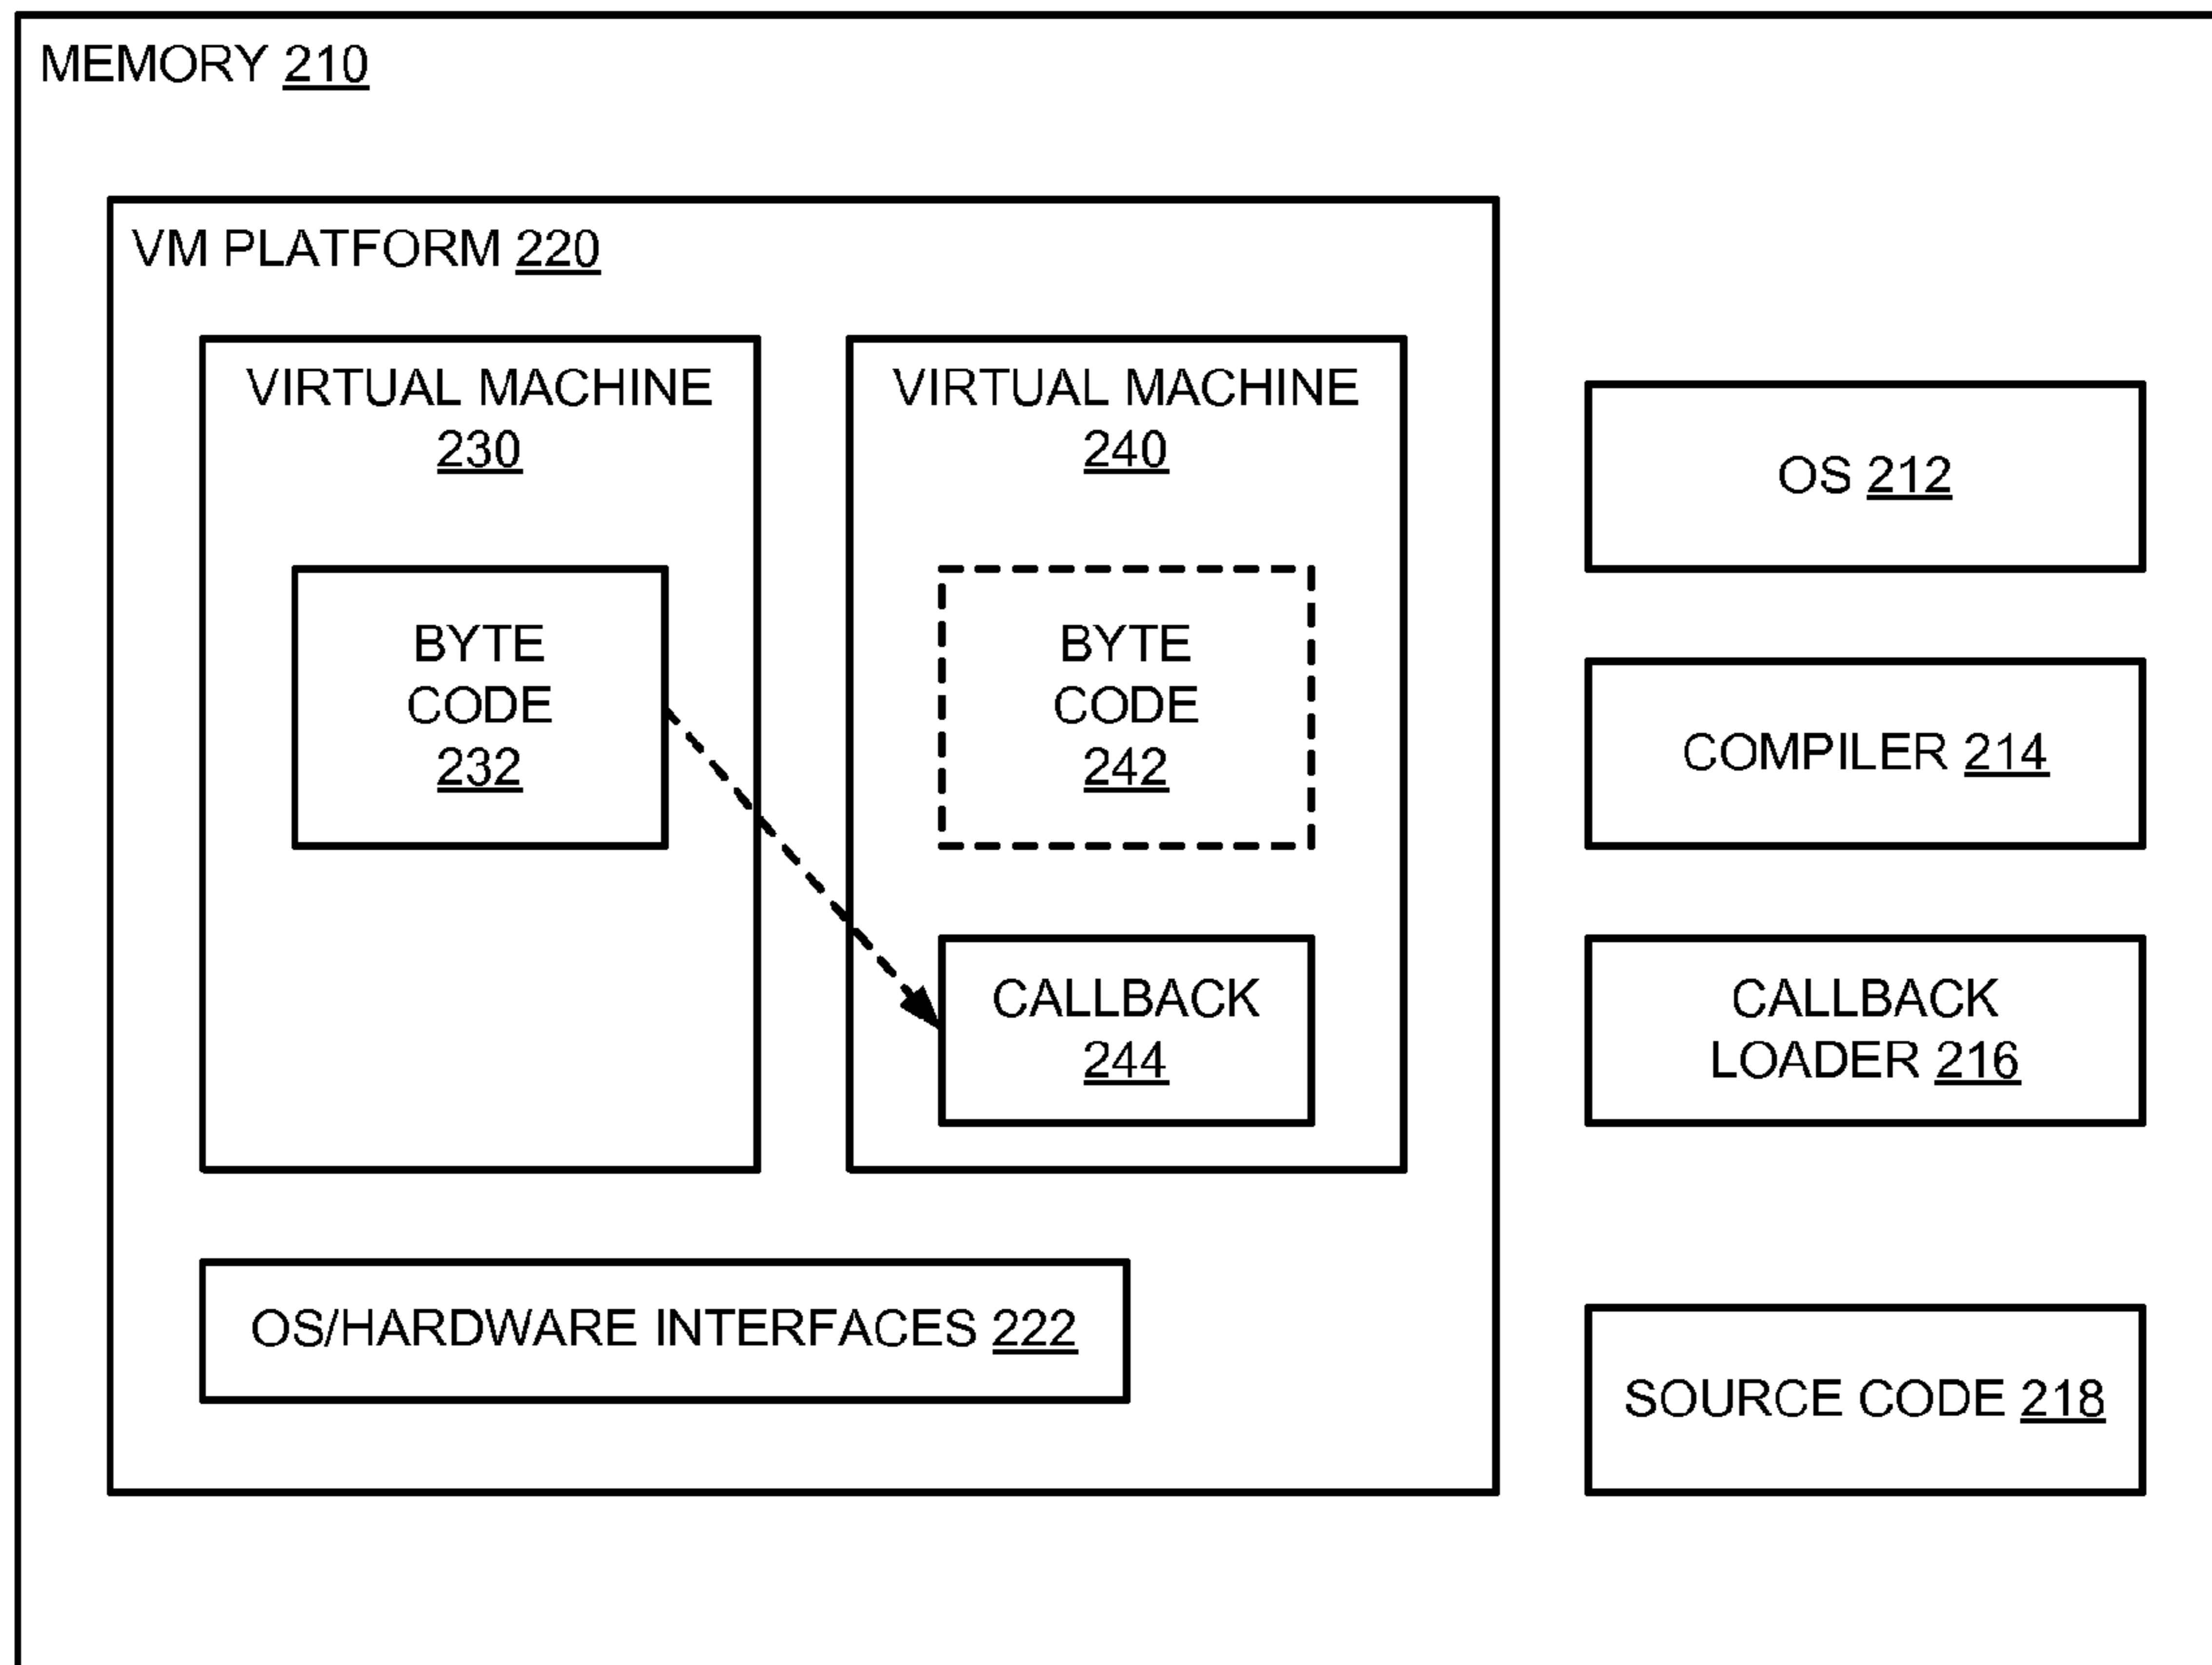 MEMORY 210
VM PLATFORM 220
VIRTUAL MACHINE
230
BYTE
CODE
232
VIRTUAL MACHINE
240
BYTE
CODE
242
CALLBACK
244
OS/HARDWARE INTERFACES 222
OS 212
COMPILER 214
CALLBACK
LOADER 216
SOURCE CODE 218